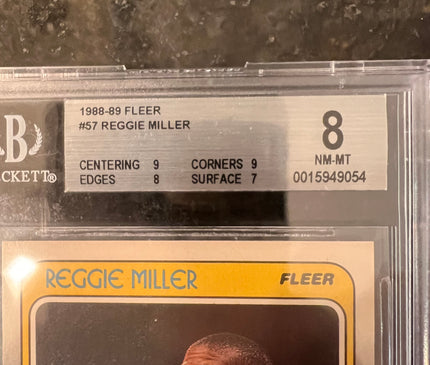 1988-89 FLEER
#57 REGGIE MILLER
B
CENTERING 9 CORNERS 9
EDGES 8 SURFACE 7
8
NM-MT
0015949054
REGGIE MILLER FLEER